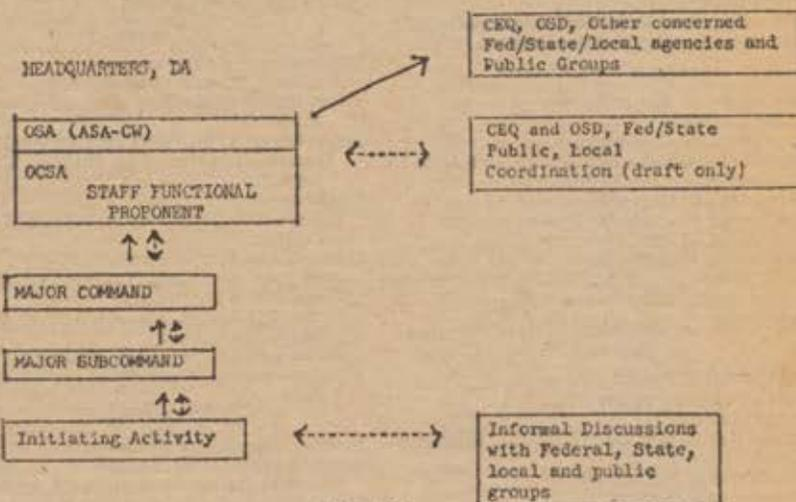 CEQ, OSD, Other concerned
Fed/State/local agencies and
Public Groups
HEADQUARTERS, DA
OSA (ASA-CW)
CEQ and OSD, Fed/State
Public, Local
Coordination (draft only)
OCSA
STAFF FUNCTIONAL
PROPONENT
MAJOR COMMAND
MAJOR SUBCOMMAND
Initiating Activity
Informal Discussions
with Federal, State,
local and public
groups